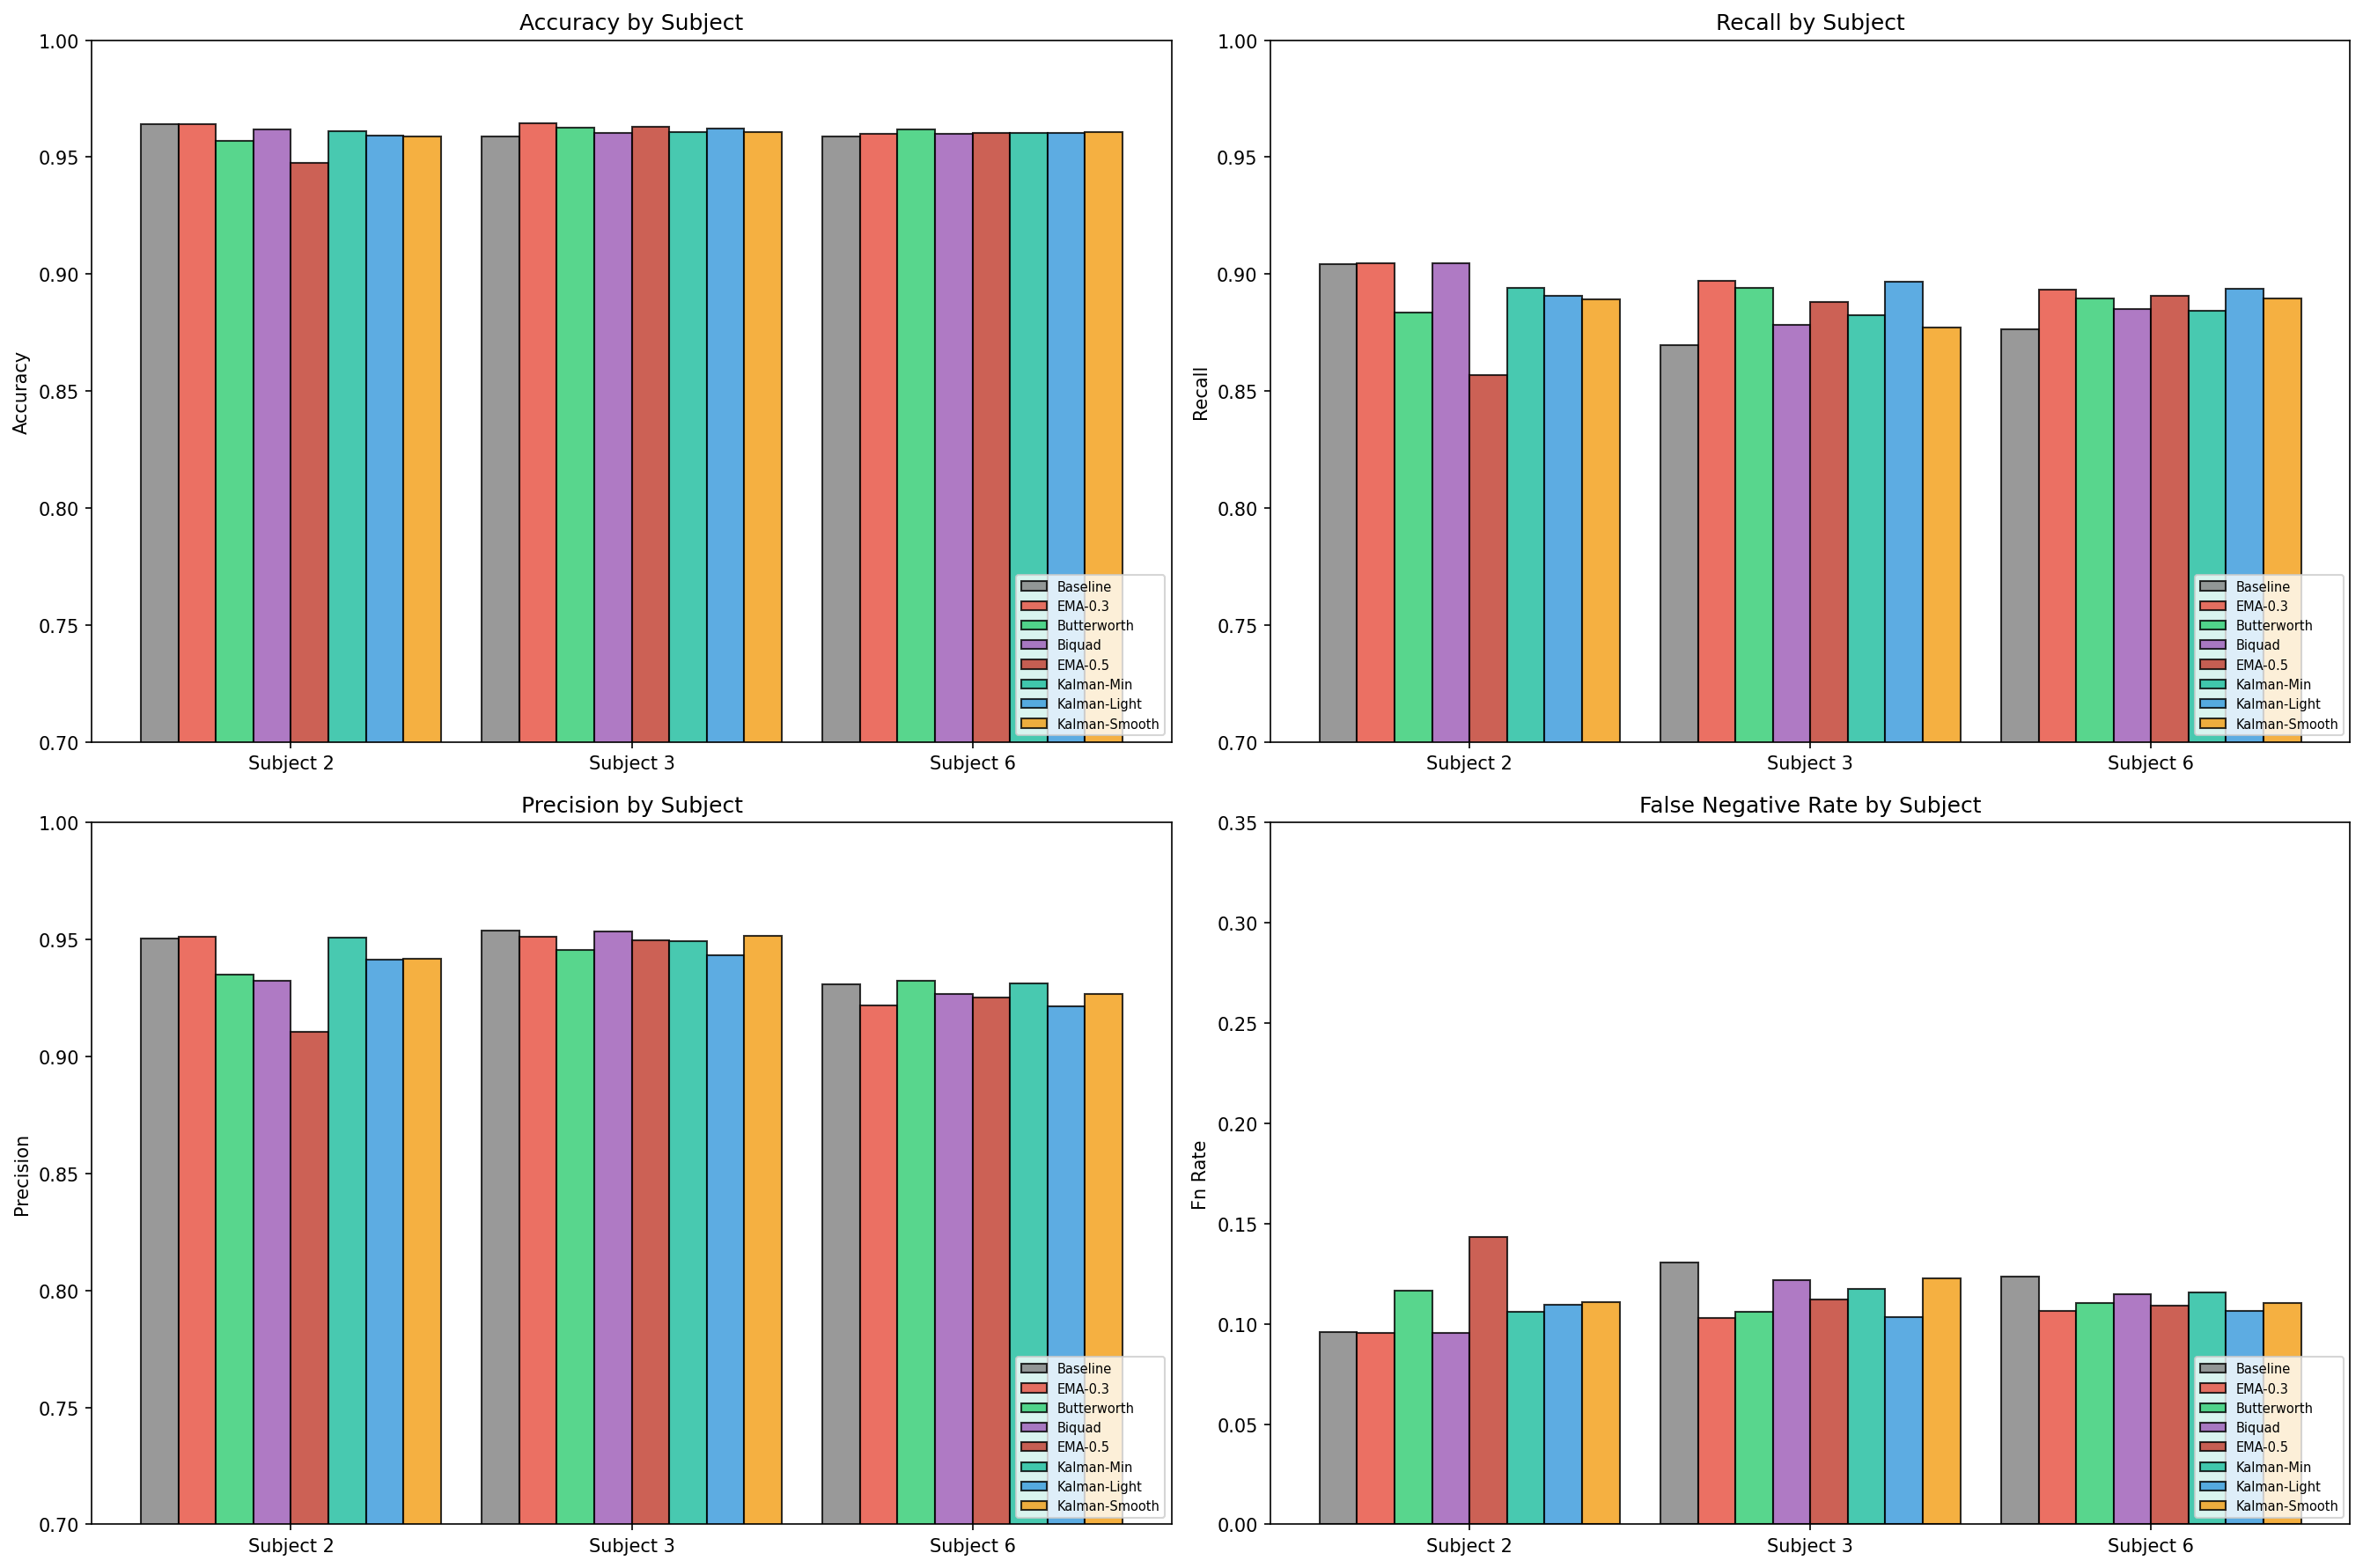 Accuracy by Subject
1.00
0.95
0.90
0.85
0.80
0.75
0.70
Accuracy
Subject 2
Subject 3
Subject 6
Baseline
EMA-0.3
Butterworth
Biquad
EMA-0.5
Kalman-Min
Kalman-Light
Kalman-Smooth
Recall by Subject
1.00
0.95
0.90
0.85
0.80
0.75
0.70
Recall
Subject 2
Subject 3
Subject 6
Baseline
EMA-0.3
Butterworth
Biquad
EMA-0.5
Kalman-Min
Kalman-Light
Kalman-Smooth
Precision by Subject
1.00
0.95
0.90
0.85
0.80
0.75
0.70
Precision
Subject 2
Subject 3
Subject 6
Baseline
EMA-0.3
Butterworth
Biquad
EMA-0.5
Kalman-Min
Kalman-Light
Kalman-Smooth
False Negative Rate by Subject
0.35
0.30
0.25
0.20
0.15
0.10
0.05
0.00
Fn Rate
Subject 2
Subject 3
Subject 6
Baseline
EMA-0.3
Butterworth
Biquad
EMA-0.5
Kalman-Min
Kalman-Light
Kalman-Smooth